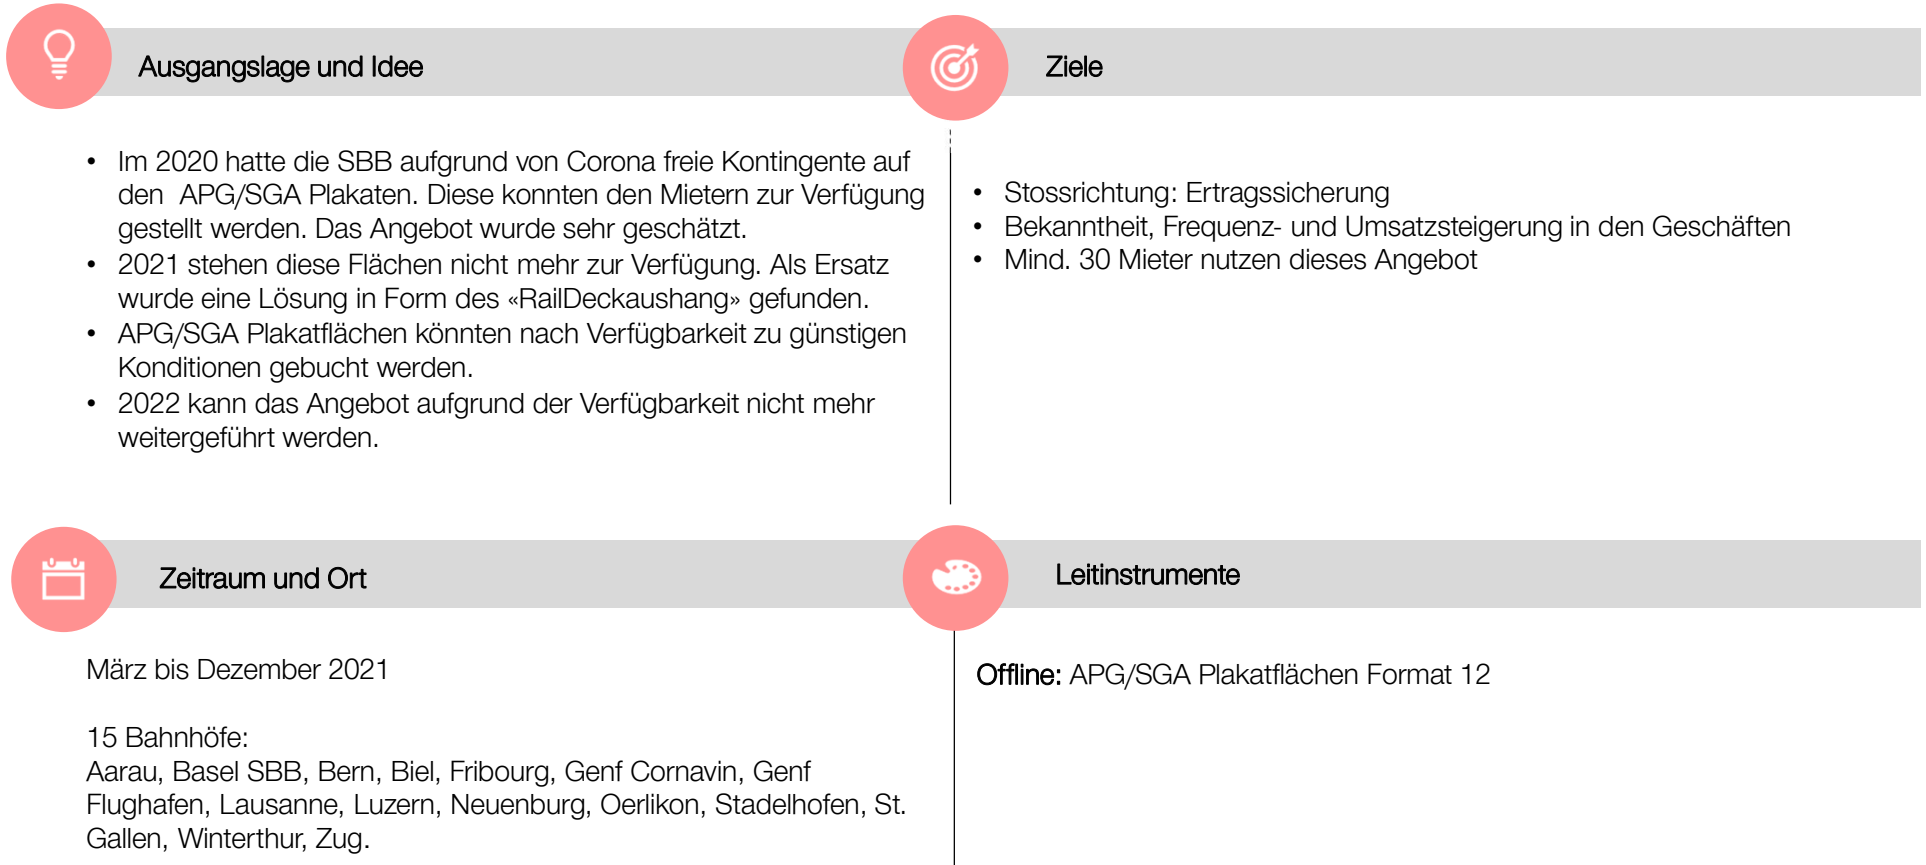 Ausgangslage und Idee
• Im 2020 hatte die SBB aufgrund von Corona freie Kontingente auf
den APG/SGA Plakaten. Diese konnten den Mietern zur Verfügung
gestellt werden. Das Angebot wurde sehr geschätzt.
• 2021 stehen diese Flächen nicht mehr zur Verfügung. Als Ersatz
wurde eine Lösung in Form des «RailDeckaushang» gefunden.
• APG/SGA Plakatflächen könnten nach Verfügbarkeit zu günstigen
Konditionen gebucht werden.
• 2022 kann das Angebot aufgrund der Verfügbarkeit nicht mehr
weitergeführt werden.
Ziele
• Stossrichtung: Ertragssicherung
• Bekanntheit, Frequenz- und Umsatzsteigerung in den Geschäften
• Mind. 30 Mieter nutzen dieses Angebot
Zeitraum und Ort
März bis Dezember 2021
15 Bahnhöfe:
Aarau, Basel SBB, Bern, Biel, Fribourg, Genf Cornavin, Genf
Flughafen, Lausanne, Luzern, Neuenburg, Oerlikon, Stadelhofen, St.
Gallen, Winterthur, Zug.
Leitinstrumente
Offline: APG/SGA Plakatflächen Format 12